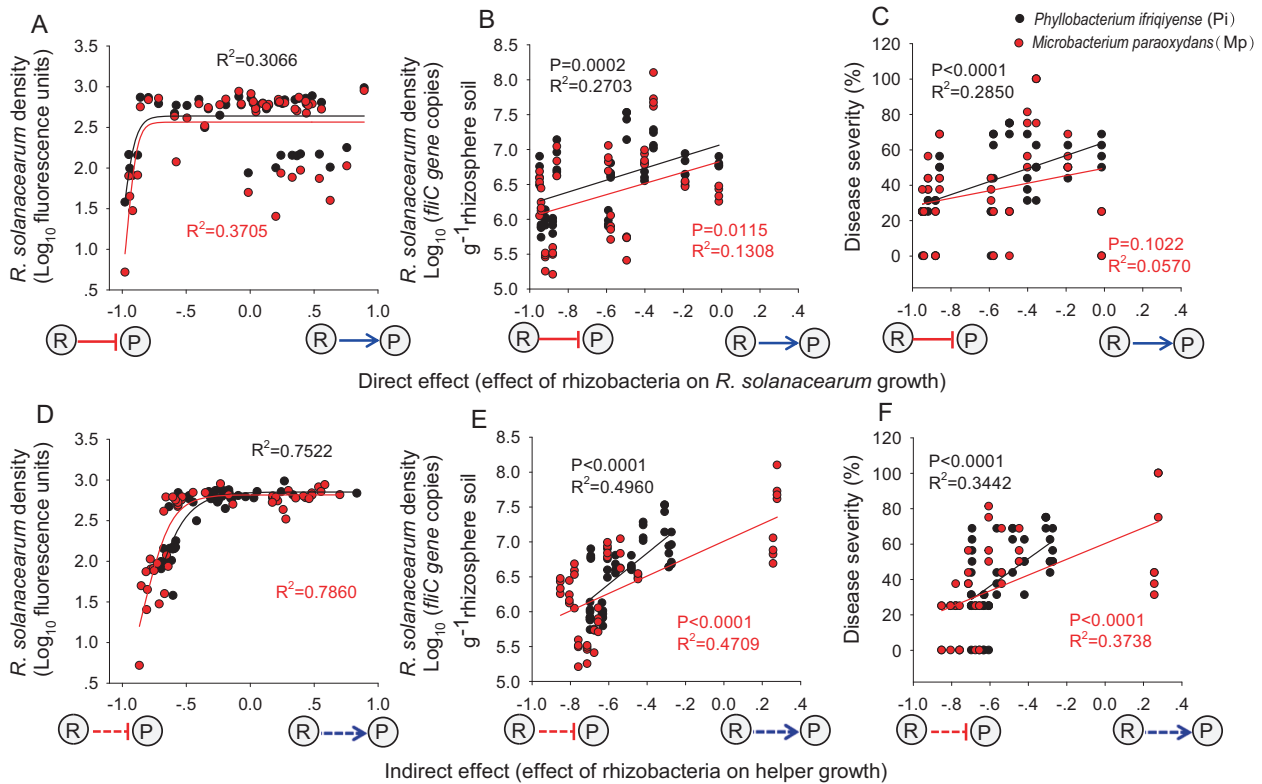 A
R. solanacearum density
(Log10 fluorescence units)
3.5
3.0
2.5
2.0
1.5
1.0
.5
R²=0.3066
R²=0.3705
-1.0
-0.5
0.0
0.5
1.0
R
P
R
P
B
R. solanacearum density
Log10 (fliC gene copies)
g⁻¹rhizosphere soil
8.5
8.0
7.5
7.0
6.5
6.0
5.5
5.0
P=0.0002
R²=0.2703
P=0.0115
R²=0.1308
-1.0
-.8
-.6
-.4
-.2
0.0
.2
.4
R
P
R
P
C
Phyllobacterium ifriqiyense (Pi)
Microbacterium paraoxydans (Mp)
Disease severity (%)
120
100
80
60
40
20
0
P<0.0001
R²=0.2850
P=0.1022
R²=0.0570
-1.0
-.8
-.6
-.4
-.2
0.0
.2
.4
R
P
R
P
Direct effect (effect of rhizobacteria on R. solanacearum growth)
D
R. solanacearum density
(Log10 fluorescence units)
3.5
3.0
2.5
2.0
1.5
1.0
.5
R²=0.7522
R²=0.7860
-1.0
-0.5
0.0
0.5
1.0
R
P
R
P
E
R. solanacearum density
Log10 (fliC gene copies)
g⁻¹rhizosphere soil
8.5
8.0
7.5
7.0
6.5
6.0
5.5
5.0
P<0.0001
R²=0.4960
P<0.0001
R²=0.4709
-1.0
-.8
-.6
-.4
-.2
0.0
.2
.4
R
P
R
P
F
Disease severity (%)
120
100
80
60
40
20
0
P<0.0001
R²=0.3442
P<0.0001
R²=0.3738
-1.0
-.8
-.6
-.4
-.2
0.0
.2
.4
R
P
R
P
Indirect effect (effect of rhizobacteria on helper growth)